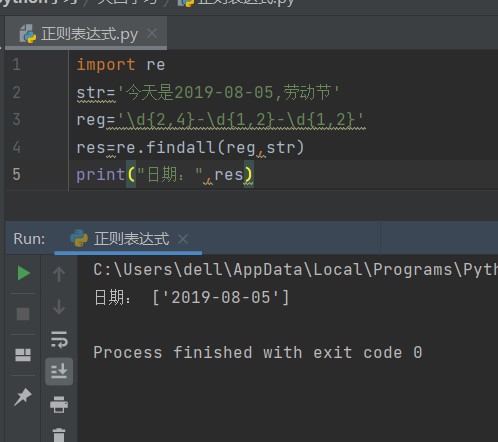 正则表达式.py
正则表达式.py
1 import re
2 str='今天是2019-08-05,劳动节'
3 reg='\d{2,4}-\d{1,2}-\d{1,2}'
4 res=re.findall(reg,str)
5 print("日期：",res)
Run: 正则表达式
C:\Users\dell\AppData\Local\Programs\Pyth
日期： ['2019-08-05']
Process finished with exit code 0